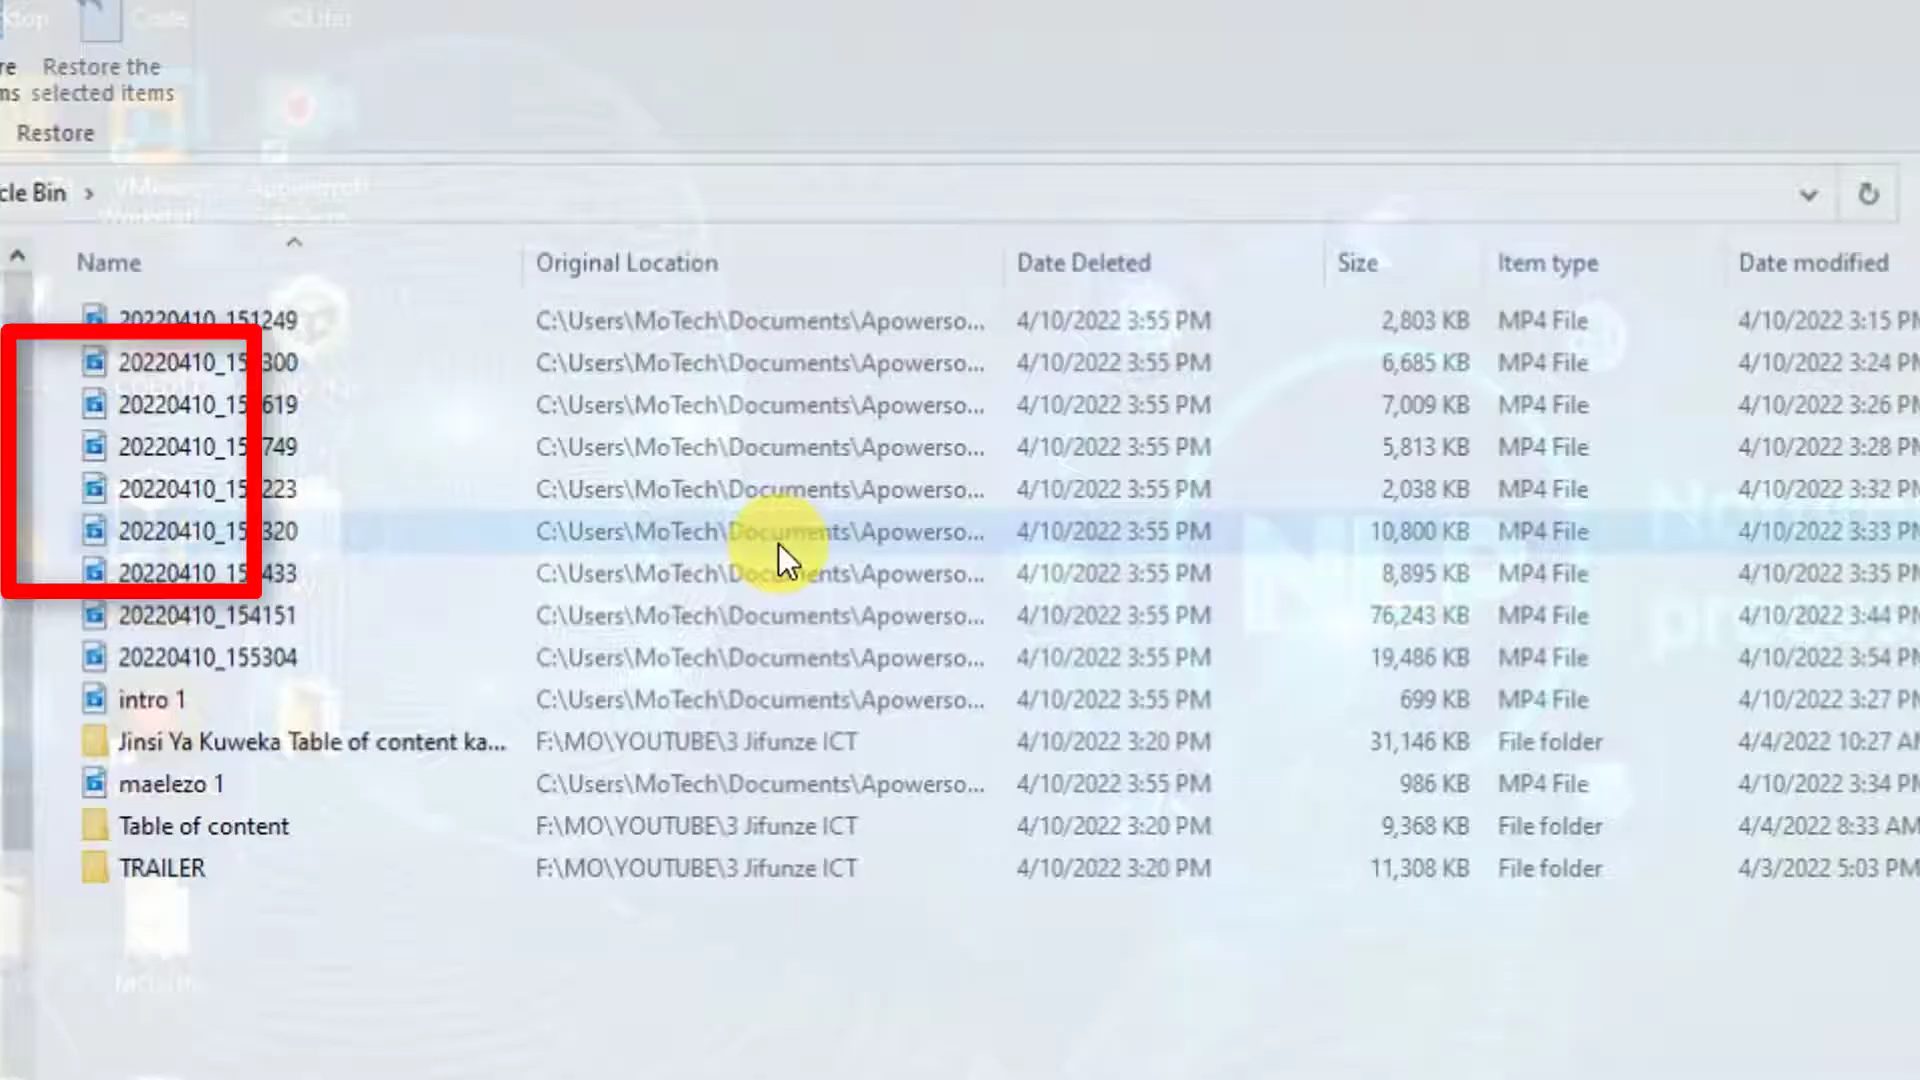 Code
re Restore the
ms selected items
Restore
cle Bin >
Name Original Location Date Deleted Size Item type Date modified
20220410_151249 C:\Users\MoTech\Documents\Apowerso... 4/10/2022 3:55 PM 2,803 KB MP4 File 4/10/2022 3:15 PM
300 C:\Users\MoTech\Documents\Apowerso... 4/10/2022 3:55 PM 6,685 KB MP4 File 4/10/2022 3:24 PM
619 C:\Users\MoTech\Documents\Apowerso... 4/10/2022 3:55 PM 7,009 KB MP4 File 4/10/2022 3:26 PM
749 C:\Users\MoTech\Documents\Apowerso... 4/10/2022 3:55 PM 5,813 KB MP4 File 4/10/2022 3:28 PM
223 C:\Users\MoTech\Documents\Apowerso... 4/10/2022 3:55 PM 2,038 KB MP4 File 4/10/2022 3:32 PM
320 C:\Users\MoTech\Documents\Apowerso... 4/10/2022 3:55 PM 10,800 KB MP4 File 4/10/2022 3:33 PM
433 C:\Users\MoTech\Documents\Apowerso... 4/10/2022 3:55 PM 8,895 KB MP4 File 4/10/2022 3:35 PM
20220410_154151 C:\Users\MoTech\Documents\Apowerso... 4/10/2022 3:55 PM 76,243 KB MP4 File 4/10/2022 3:44 PM
20220410_155304 C:\Users\MoTech\Documents\Apowerso... 4/10/2022 3:55 PM 19,486 KB MP4 File 4/10/2022 3:54 PM
intro 1 C:\Users\MoTech\Documents\Apowerso... 4/10/2022 3:55 PM 699 KB MP4 File 4/10/2022 3:27 PM
Jinsi Ya Kuweka Table of content ka... F:\MO\YOUTUBE\3 Jifunze ICT 4/10/2022 3:20 PM 31,146 KB File folder 4/4/2022 10:27 AM
maelezo 1 C:\Users\MoTech\Documents\Apowerso... 4/10/2022 3:55 PM 986 KB MP4 File 4/10/2022 3:34 PM
Table of content F:\MO\YOUTUBE\3 Jifunze ICT 4/10/2022 3:20 PM 9,368 KB File folder 4/4/2022 8:33 AM
TRAILER F:\MO\YOUTUBE\3 Jifunze ICT 4/10/2022 3:20 PM 11,308 KB File folder 4/3/2022 5:03 PM